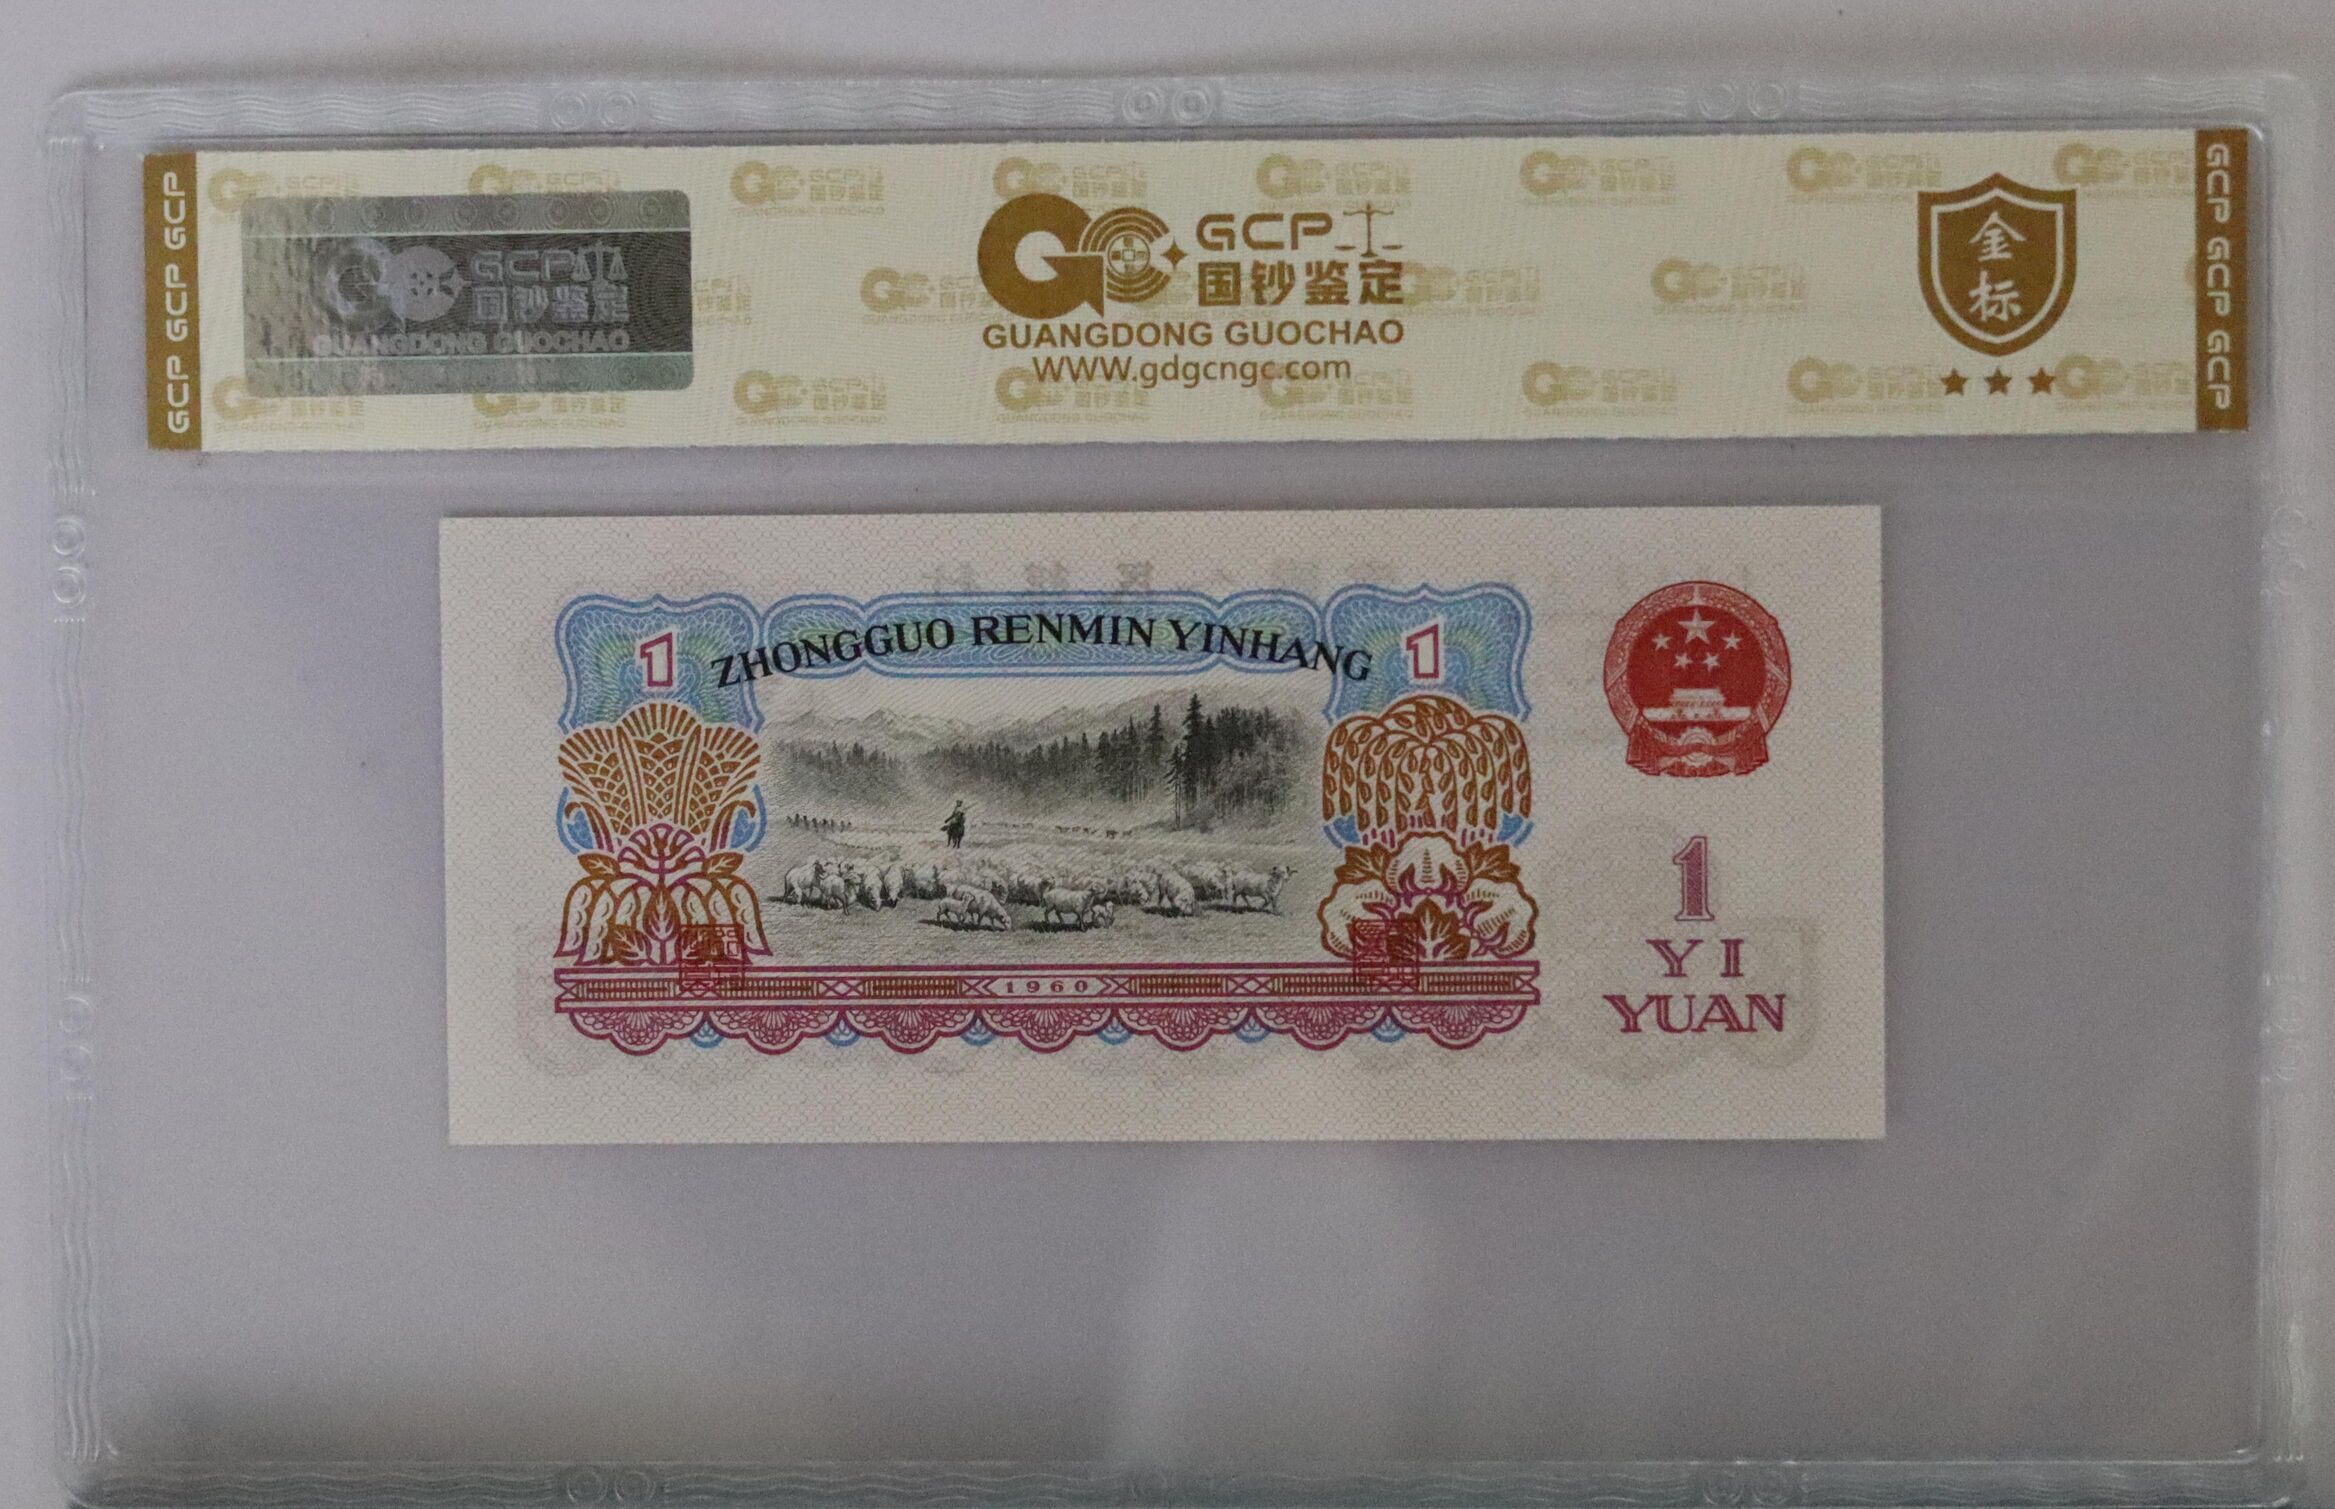 GCP GCP GCP
GCP 国钞鉴定
GUANGDONG GUOCHAO
GCP
国钞鉴定
GUANGDONG GUOCHAO
WWW.gdgcngc.com
金标
GCP GCP GCP
ZHONGGUO RENMIN YINHANG
1
1
1
YI
YUAN
1960